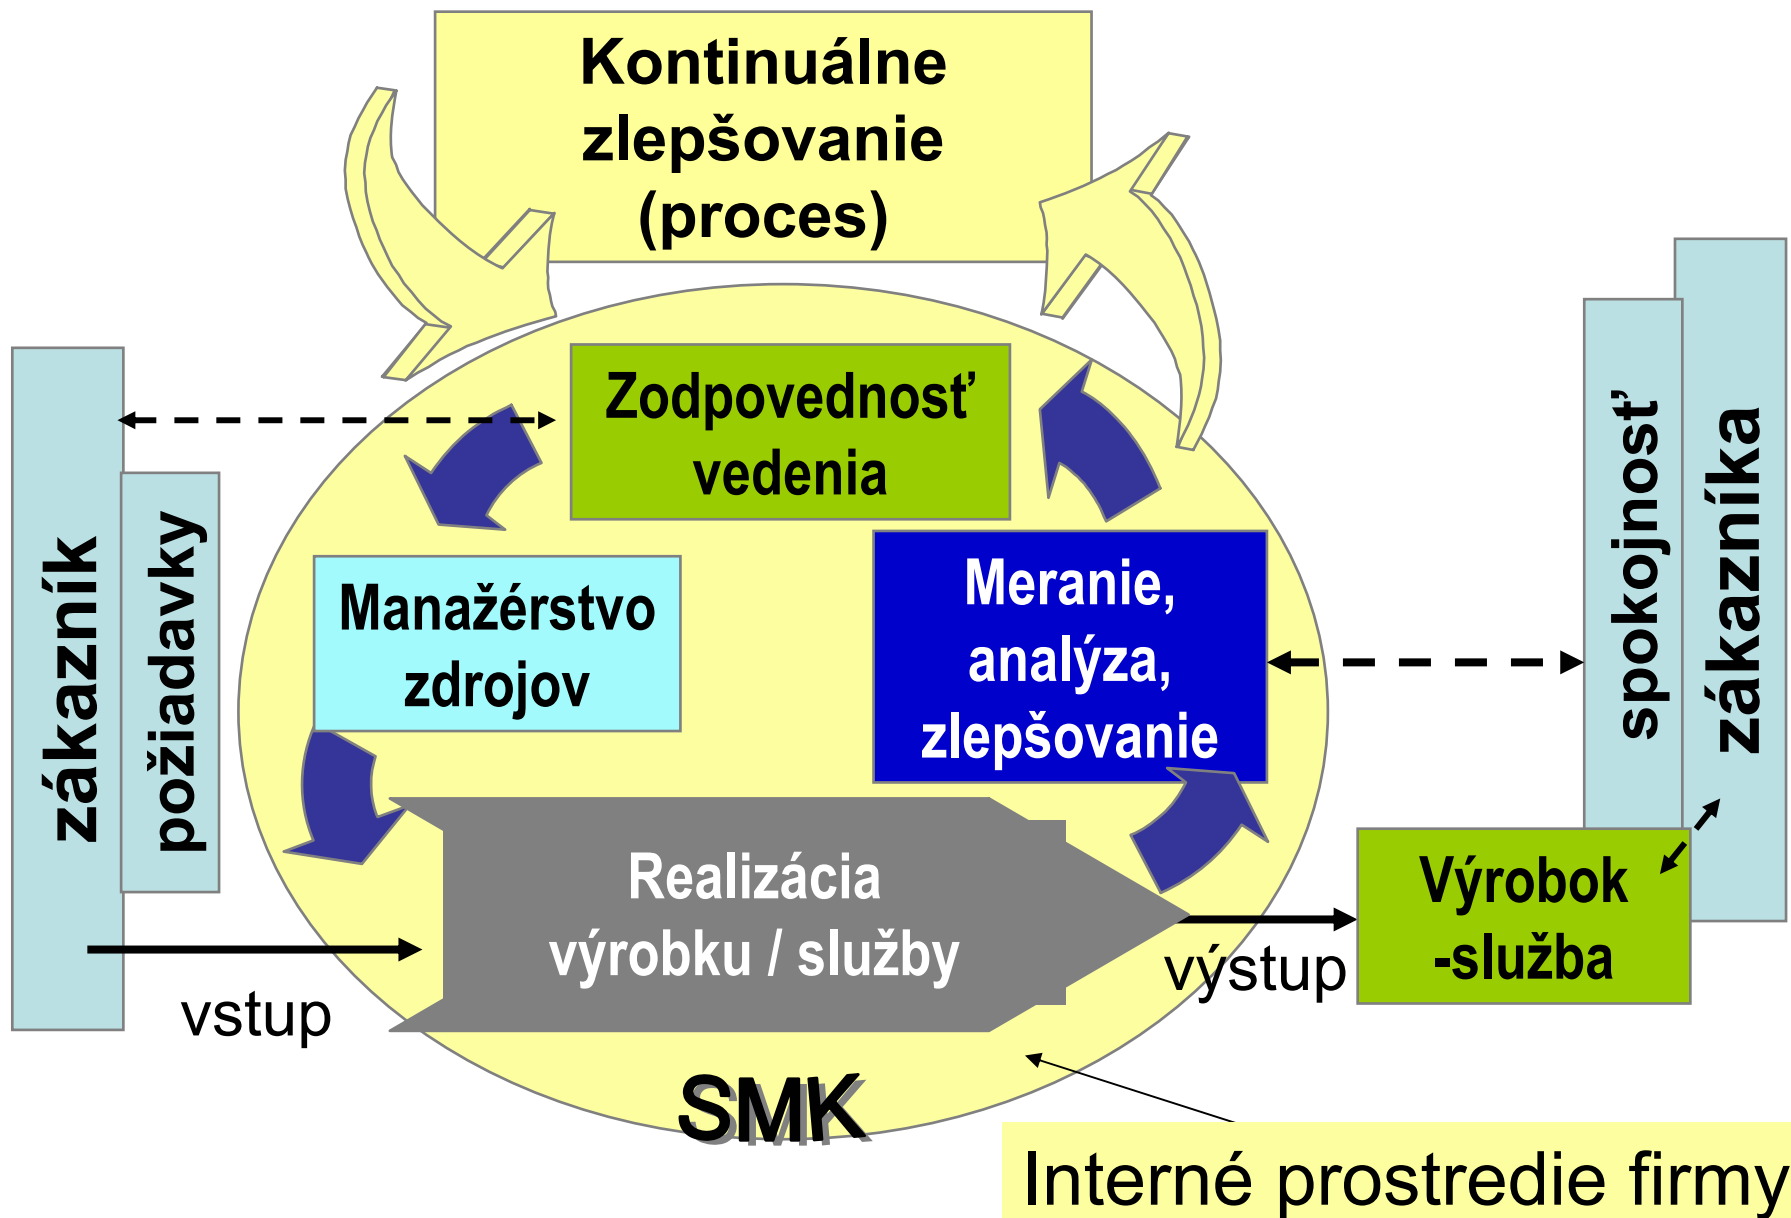 Kontinuálne
zlepšovanie
(proces)
zákazník
požiadavky
Zodpovednosť
vedenia
Manažérstvo
zdrojov
Meranie,
analýza,
zlepšovanie
spokojnosť
zákazníka
Realizácia
výrobku / služby
vstup
výstup
Výrobok
-služba
SMK
Interné prostredie firmy